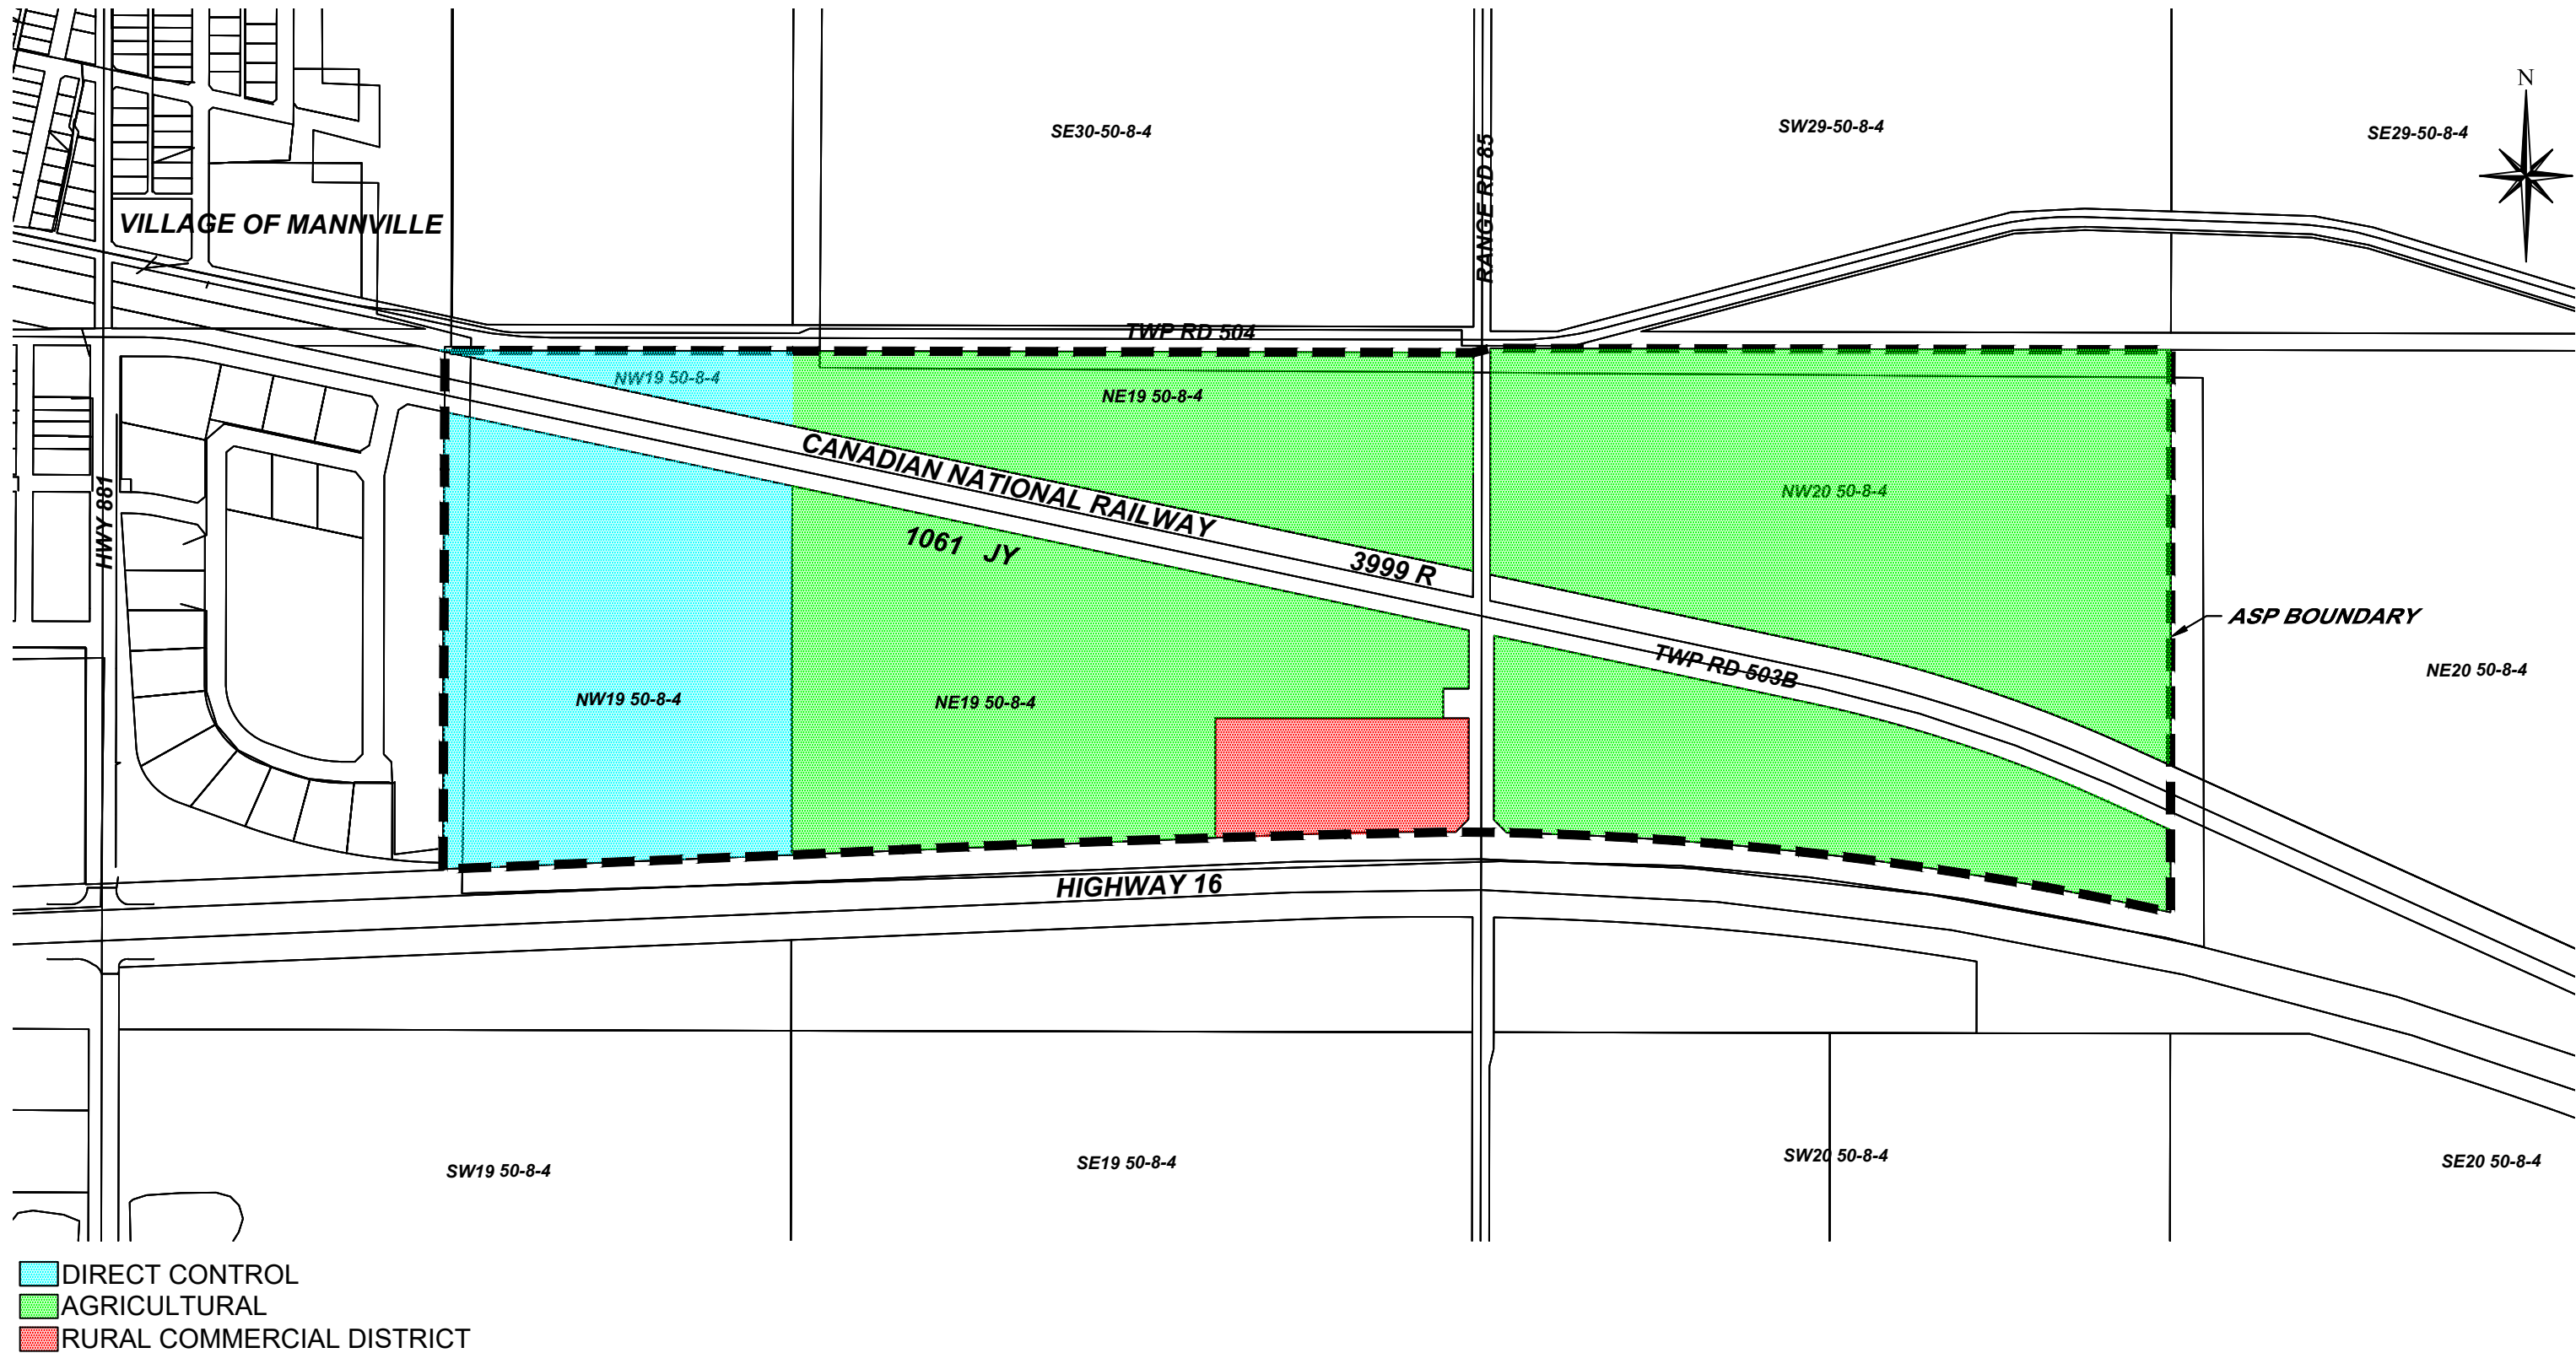 N
SE30-50-8-4
SW29-50-8-4
SE29-50-8-4
RANGE RD 85
VILLAGE OF MANNVILLE
TWP RD 504
NW19 50-8-4
NE19 50-8-4
CANADIAN NATIONAL RAILWAY
NW20 50-8-4
HWY 881
1061 JY
3999 R
ASP BOUNDARY
TWP RD 503B
NE20 50-8-4
NW19 50-8-4
NE19 50-8-4
HIGHWAY 16
SW19 50-8-4
SE19 50-8-4
SW20 50-8-4
SE20 50-8-4
DIRECT CONTROL
AGRICULTURAL
RURAL COMMERCIAL DISTRICT